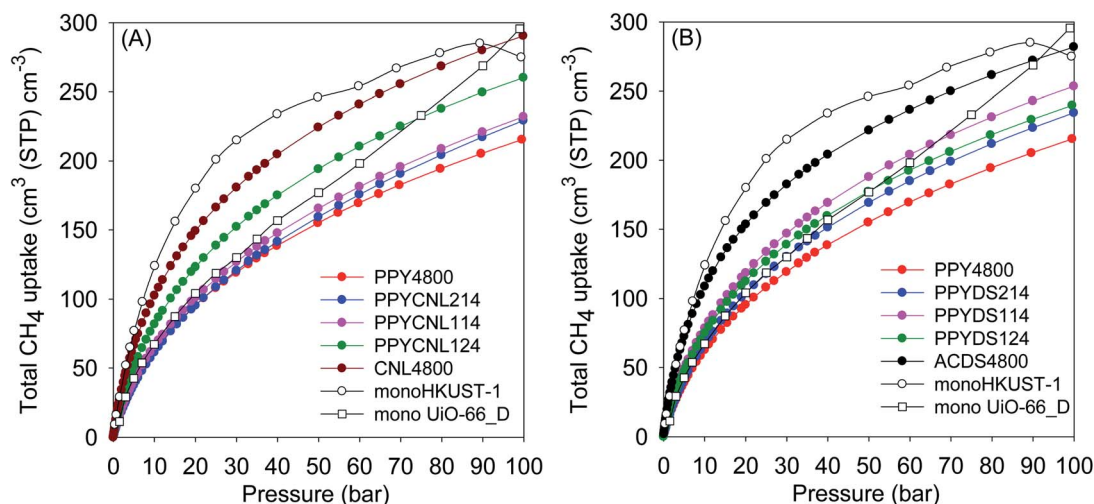 (A)
Total CH4 uptake (cm3 (STP) cm-3)
300
250
200
150
100
50
0
0 10 20 30 40 50 60 70 80 90 100
Pressure (bar)
PPY4800
PPYCNL214
PPYCNL114
PPYCNL124
CNL4800
monoHKUST-1
mono UiO-66_D
(B)
Total CH4 uptake (cm3 (STP) cm-3)
300
250
200
150
100
50
0
0 10 20 30 40 50 60 70 80 90 100
Pressure (bar)
PPY4800
PPYDS214
PPYDS114
PPYDS124
ACDS4800
monoHKUST-1
mono UiO-66_D